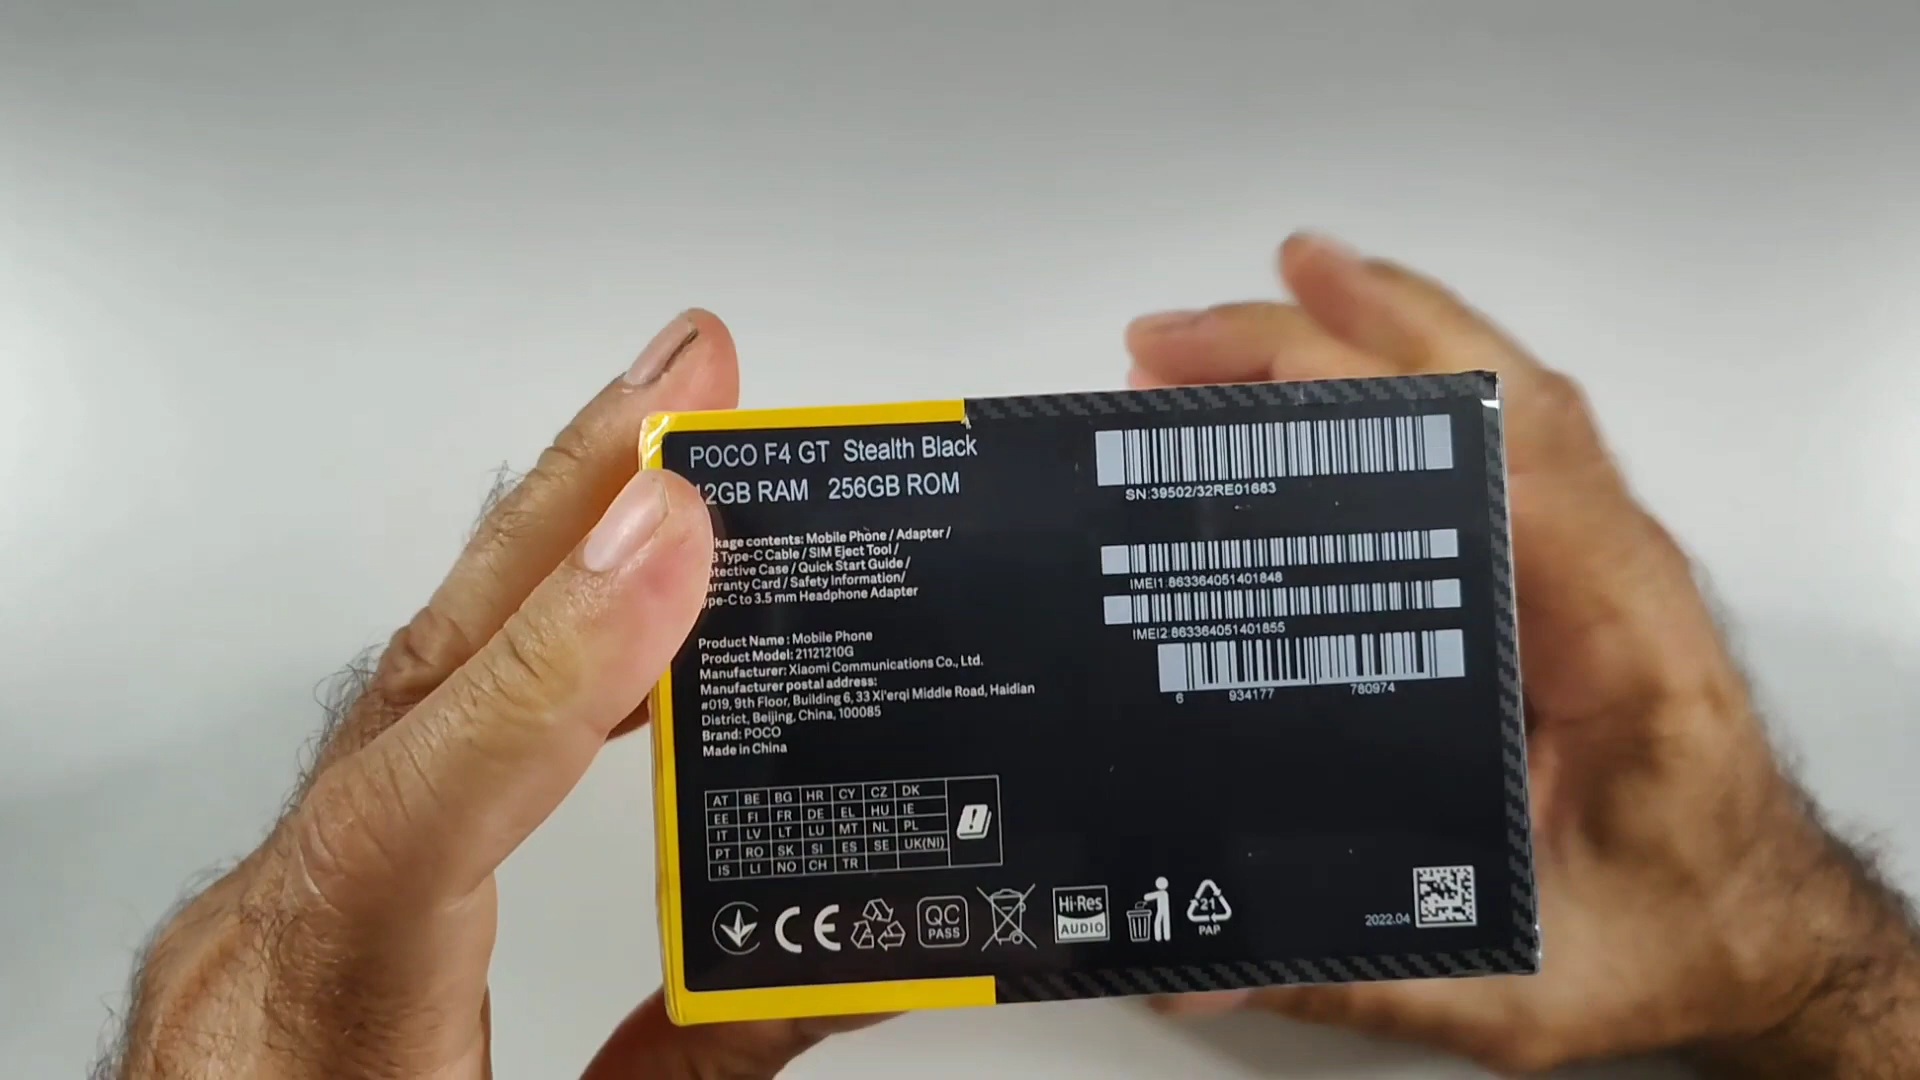 POCO F4 GT Stealth Black
2GB RAM 256GB ROM
kage contents: Mobile Phone / Adapter /
B Type-C Cable / SIM Eject Tool /
otective Case / Quick Start Guide /
arranty Card / Safety Information/
ype-C to 3.5 mm Headphone Adapter
Product Name : Mobile Phone
Product Model: 21121210G
Manufacturer: Xiaomi Communications Co., Ltd.
Manufacturer postal address:
#019, 9th Floor, Building 6, 33 Xi'erqi Middle Road, Haidian
District, Beijing, China, 100085
Brand: POCO
Made in China
AT BE BG HR CY CZ DK
EE FI FR DE EL HU IE
IT LV LT LU MT NL PL
PT RO SK SI ES SE UK(NI)
IS LI NO CH TR
CE
QC
PASS
Hi-Res
AUDIO
21
PAP
SN:39502/32RE01683
IMEI1:863364051401848
IMEI2:863364051401855
6 934177 780974
2022.04